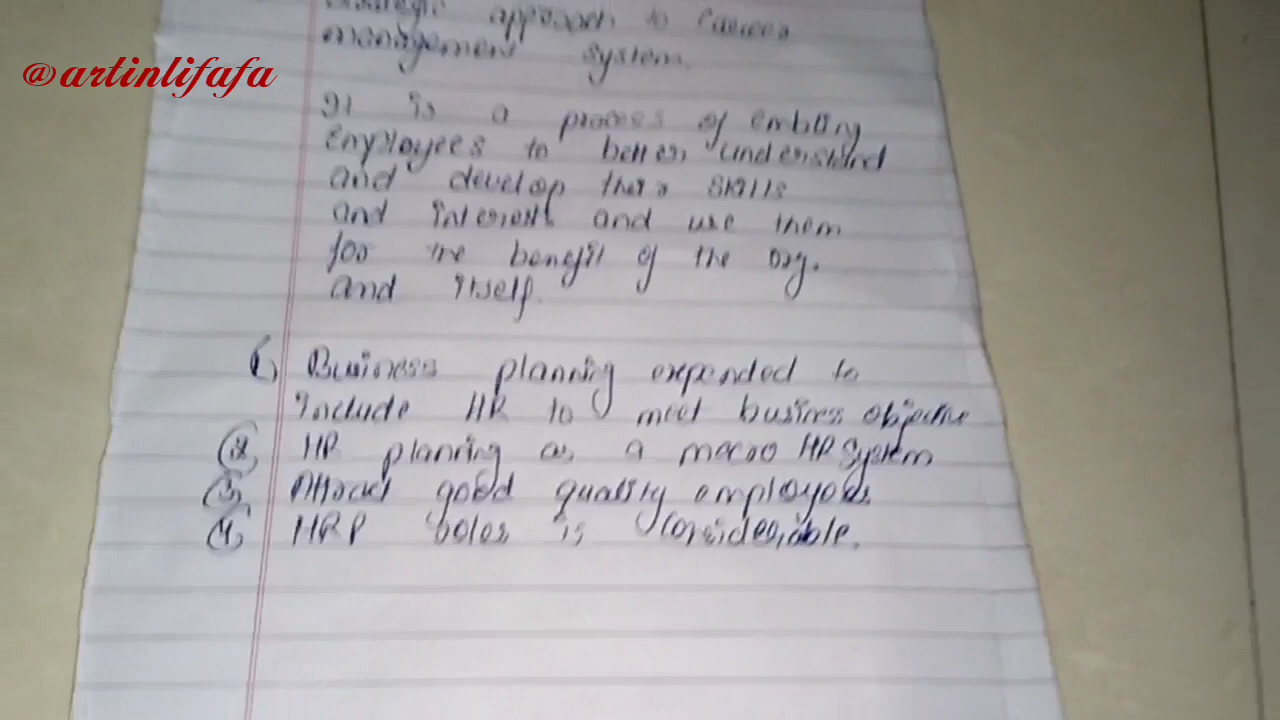 Strategic approach to Career
management system.
@artinlifafa
It is a process of embling
employees to better understand
and develop their skills
and interests and use them
for the benefit of the org.
and itself.
1, Business planning expended to
include HR to meet business objective
2, HR planning as a macro HR System
3, Attract good quality employees.
4, HRP roles is considerable.